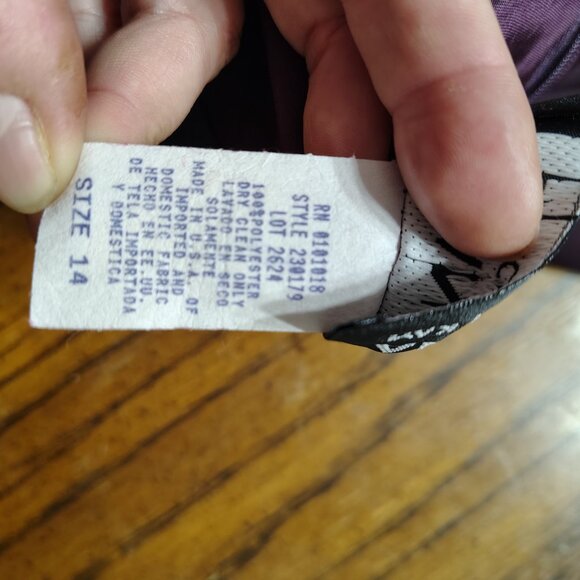 RN 0101018
STYLE 230179
LOT 2624
100%POLYESTER
DRY CLEAN ONLY
LAVADO EN SECO
SOLAMENTE
MADE IN U.S.A. OF
IMPORTED AND
DOMESTIC FABRIC
HECHO EN EE.UU.
DE TELA IMPORTADA
Y DOMESTICA
SIZE 14